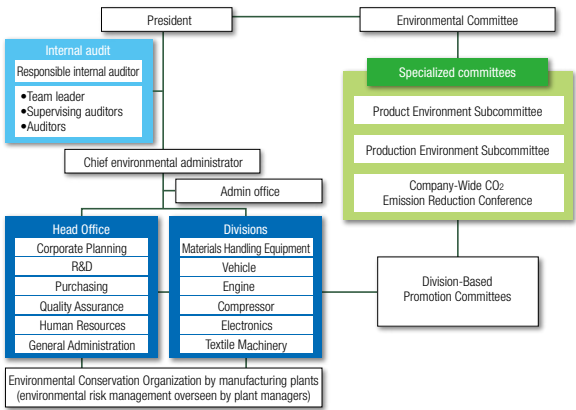 President
Environmental Committee
Internal audit
Responsible internal auditor
•Team leader
•Supervising auditors
•Auditors
Specialized committees
Product Environment Subcommittee
Production Environment Subcommittee
Company-Wide CO₂
Emission Reduction Conference
Chief environmental administrator
Admin office
Head Office
Corporate Planning
R&D
Purchasing
Quality Assurance
Human Resources
General Administration
Divisions
Materials Handling Equipment
Vehicle
Engine
Compressor
Electronics
Textile Machinery
Division-Based
Promotion Committees
Environmental Conservation Organization by manufacturing plants
(environmental risk management overseen by plant managers)